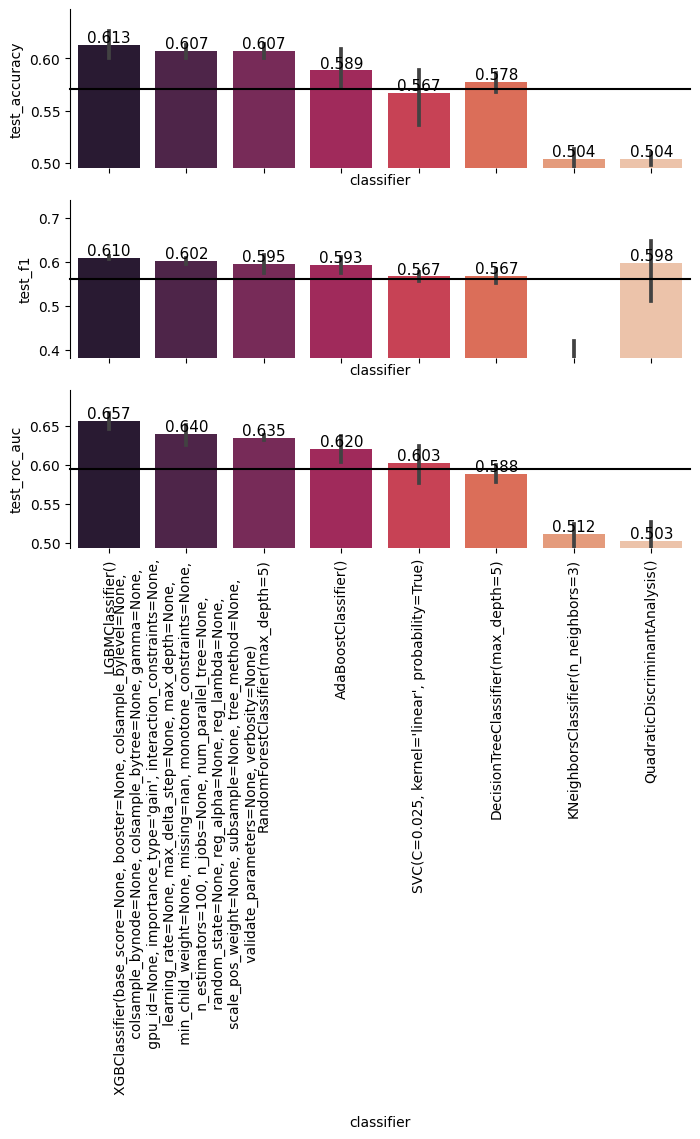 0.613
0.607
0.607
0.589
0.567
0.578
0.504
0.504
0.60
0.55
0.50
test_accuracy
classifier
0.610
0.602
0.595
0.593
0.567
0.567
0.598
0.7
0.6
0.5
0.4
test_f1
classifier
0.657
0.640
0.635
0.620
0.603
0.588
0.512
0.503
0.65
0.60
0.55
0.50
test_roc_auc
LGBMClassifier()
XGBClassifier(base_score=None, booster=None, colsample_bylevel=None,
colsample_bynode=None, colsample_bytree=None, gamma=None,
gpu_id=None, importance_type='gain', interaction_constraints=None,
learning_rate=None, max_delta_step=None, max_depth=None,
min_child_weight=None, missing=nan, monotone_constraints=None,
n_estimators=100, n_jobs=None, num_parallel_tree=None,
random_state=None, reg_alpha=None, reg_lambda=None,
scale_pos_weight=None, subsample=None, tree_method=None,
validate_parameters=None, verbosity=None)
RandomForestClassifier(max_depth=5)
AdaBoostClassifier()
SVC(C=0.025, kernel='linear', probability=True)
DecisionTreeClassifier(max_depth=5)
KNeighborsClassifier(n_neighbors=3)
QuadraticDiscriminantAnalysis()
classifier